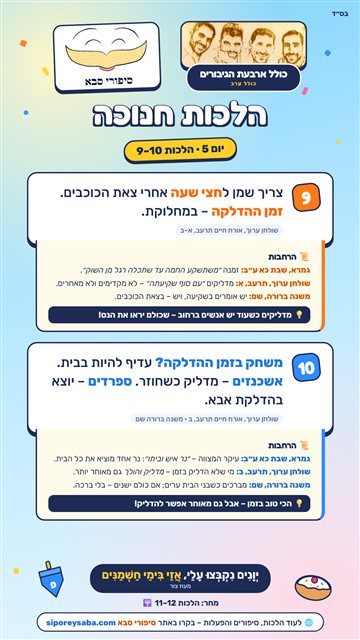 בס״ד
סיפורי סבא
כולל ארבעת הגיבורים
כולל ערב
הלכות חנוכה
יום 5 • הלכות 9-10
9
צריך שמן לחצי שעה אחרי צאת הכוכבים.
זמן ההדלקה – במחלוקת.
שולחן ערוך, אורח חיים תרעב, א-ב
הרחבות
גמרא, שבת כא ע״ב: זמנה "משתשקע החמה עד שתכלה רגל מן השוק".
שולחן ערוך, תרעב, א: מדליקים "עם סוף שקיעתה" – לא מקדימים ולא מאחרים.
משנה ברורה, שם: יש אומרים בשקיעה, ויש – בצאת הכוכבים.
מדליקים כשעוד יש אנשים ברחוב – שכולם יראו את הנס!
10
משחק בזמן ההדלקה? עדיף להיות בבית.
אשכנזים – מדליק כשחוזר. ספרדים – יוצא
בהדלקת אבא.
שולחן ערוך, אורח חיים תרעב, ב • משנה ברורה שם
הרחבות
גמרא, שבת כא ע״ב: עיקר המצווה – "נר איש וביתו": נר אחד מוציא את כל הבית.
שולחן ערוך, תרעב, ב: מי שלא הדליק בזמן – מדליק והולך גם מאוחר יותר.
משנה ברורה, שם: מברכים כשבני הבית ערים; אם כולם ישנים – בלי ברכה.
הכי טוב בזמן – אבל גם מאוחר אפשר להדליק!
יְוָנִים נִקְבְּצוּ עָלַי, אֲזַי בִּימֵי חַשְׁמַנִּים
מעוז צור
מחר: הלכות 11-12
פ
לעוד הלכות, סיפורים והפעלות – בקרו באתר סיפורי סבא siporeysaba.com